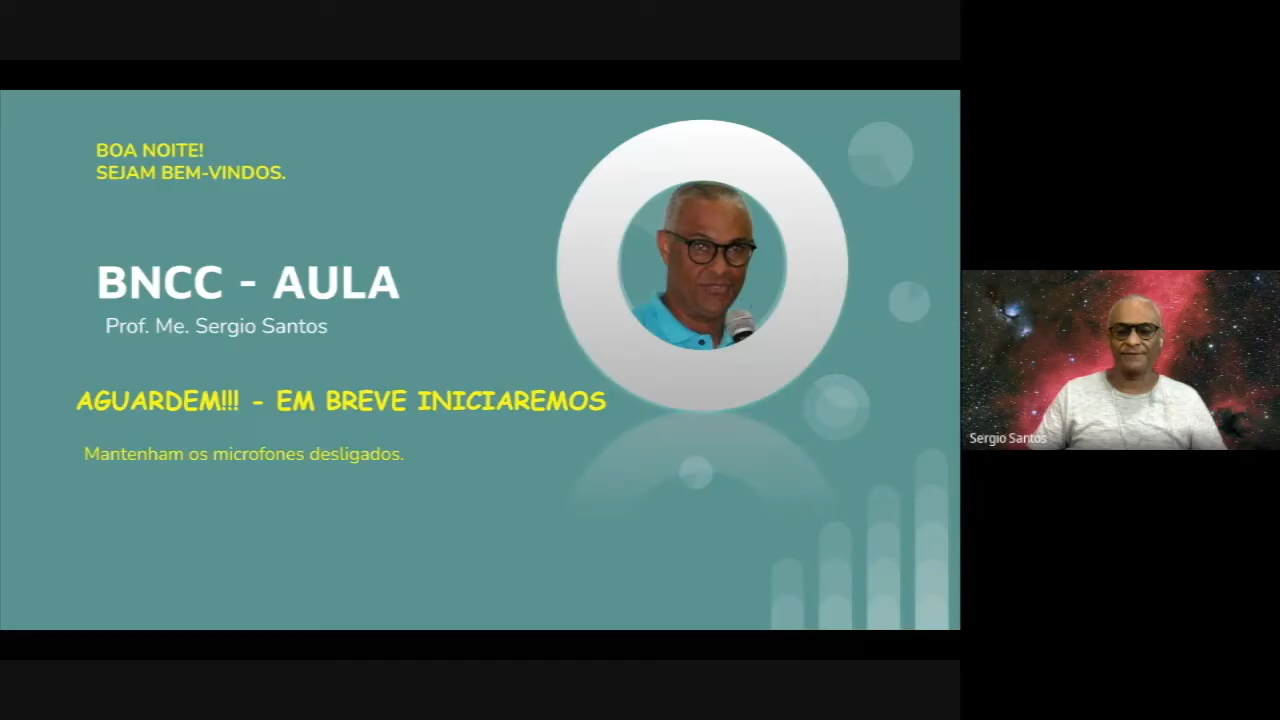 BOA NOITE!
SEJAM BEM-VINDOS.
BNCC - AULA
Prof. Me. Sergio Santos
AGUARDEM!!! - EM BREVE INICIAREMOS
Mantenham os microfones desligados.
Sergio Santos